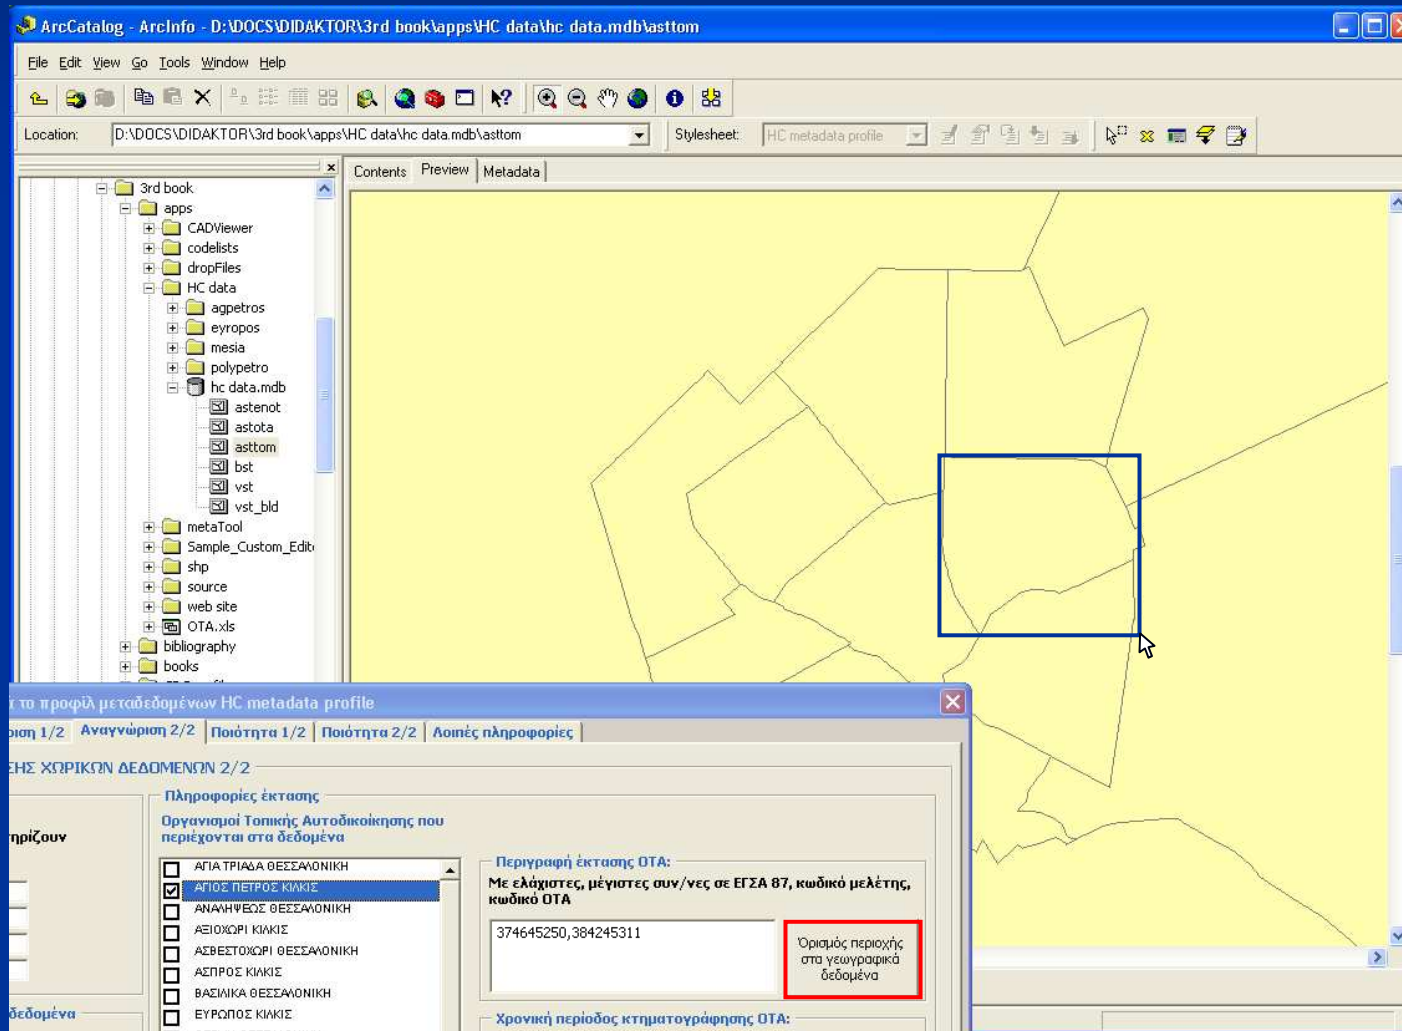 ArcCatalog - ArcInfo - D:\DOCS\DIDAKTOR\3rd book\apps\HC data\hc data.mdb\asttom
File Edit View Go Tools Window Help
Location: D:\DOCS\DIDAKTOR\3rd book\apps\HC data\hc data.mdb\asttom Stylesheet: HC metadata profile
Contents Preview Metadata
3rd book
apps
CADViewer
codelists
dropFiles
HC data
agpetros
eyropos
mesia
polypetro
hc data.mdb
astenot
astota
asttom
bst
vst
vst_bld
metaTool
Sample_Custom_Edit
shp
source
web site
OTA.xls
bibliography
books
το προφίλ μεταδεδομένων HC metadata profile
ριση 1/2 Αναγνώριση 2/2 Ποιότητα 1/2 Ποιότητα 2/2 Λοιπές πληροφορίες
ΣΗΣ ΧΩΡΙΚΩΝ ΔΕΔΟΜΕΝΩΝ 2/2
Πληροφορίες έκτασης
Οργανισμοί Τοπικής Αυτοδικοίκησης που
περιέχονται στα δεδομένα
τηρίζουν
ΑΓΙΑ ΤΡΙΑΔΑ ΘΕΣΣΑΛΟΝΙΚΗ
ΑΓΙΟΣ ΠΕΤΡΟΣ ΚΙΛΚΙΣ
ΑΝΑΛΗΨΕΩΣ ΘΕΣΣΑΛΟΝΙΚΗ
ΑΞΙΟΧΩΡΙ ΚΙΛΚΙΣ
ΑΣΒΕΣΤΟΧΩΡΙ ΘΕΣΣΑΛΟΝΙΚΗ
ΑΣΠΡΟΣ ΚΙΛΚΙΣ
ΒΑΣΙΛΙΚΑ ΘΕΣΣΑΛΟΝΙΚΗ
ΕΥΡΩΠΟΣ ΚΙΛΚΙΣ
Περιγραφή έκτασης ΟΤΑ:
Με ελάχιστες, μέγιστες συν/νες σε ΕΓΣΑ 87, κωδικό μελέτης,
κωδικό ΟΤΑ
374645250,384245311
Όρισμός περιοχής
στα γεωγραφικά
δεδομένα
δεδομένα
Χρονική περίοδος κτηματογράφησης ΟΤΑ: